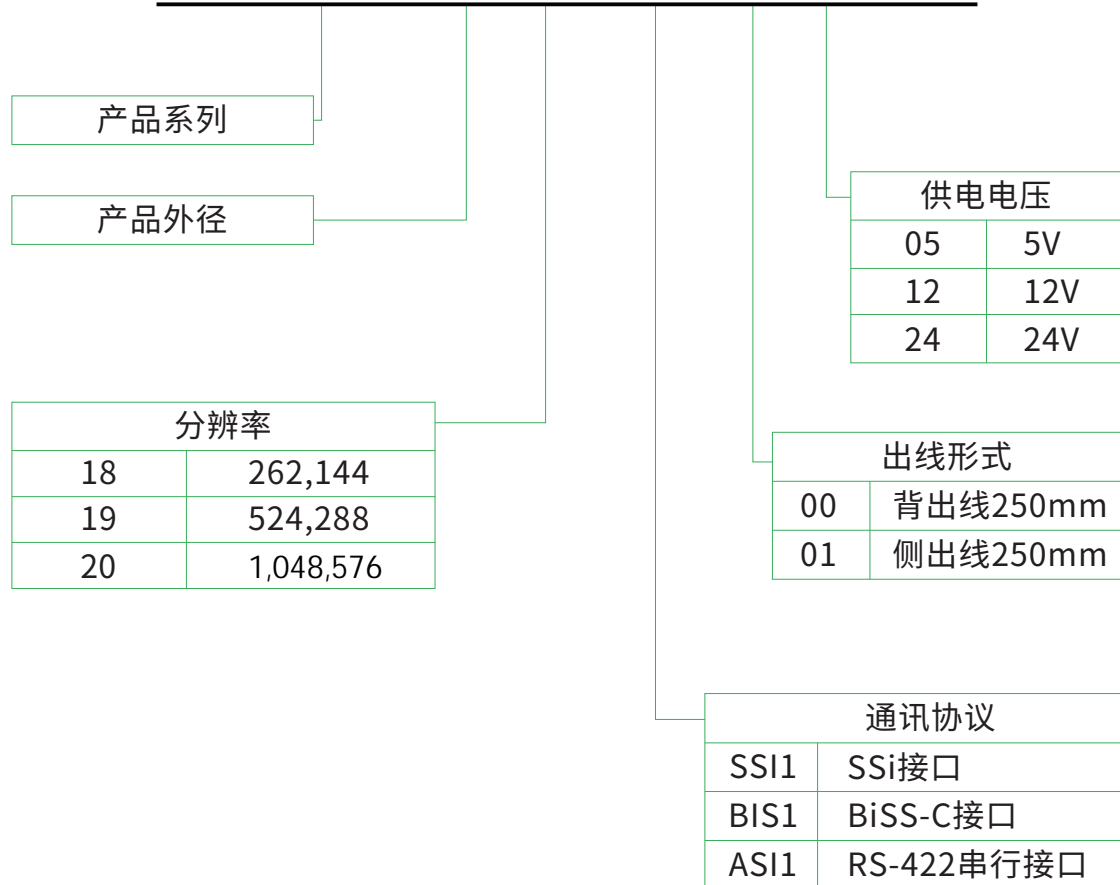 产品系列
产品外径
供电电压
05 5V
12 12V
24 24V
分辨率
18 262,144
19 524,288
20 1,048,576
出线形式
00 背出线250mm
01 侧出线250mm
通讯协议
SSI1 SSi接口
BIS1 BiSS-C接口
ASI1 RS-422串行接口